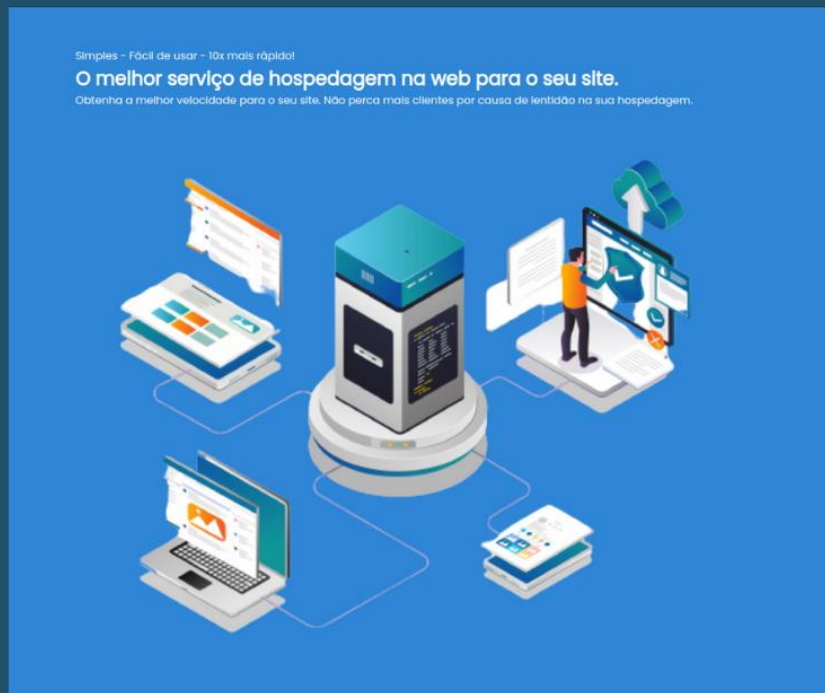 Simples - Fácil de usar - 10x mais rápido!
O melhor serviço de hospedagem na web para o seu site.
Obtenha a melhor velocidade para o seu site. Não perca mais clientes por causa de lentidão na sua hospedagem.